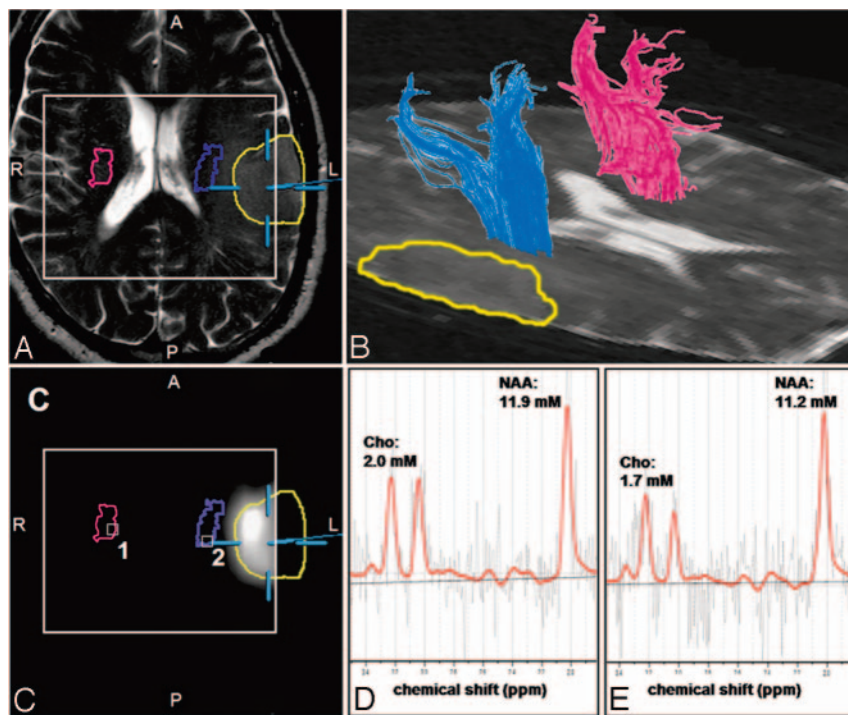 A
R
L
P
A
B
C
A
R
L
1
2
P
C
NAA:
11.9 mM
Cho:
2.0 mM
chemical shift (ppm)
D
NAA:
11.2 mM
Cho:
1.7 mM
chemical shift (ppm)
E